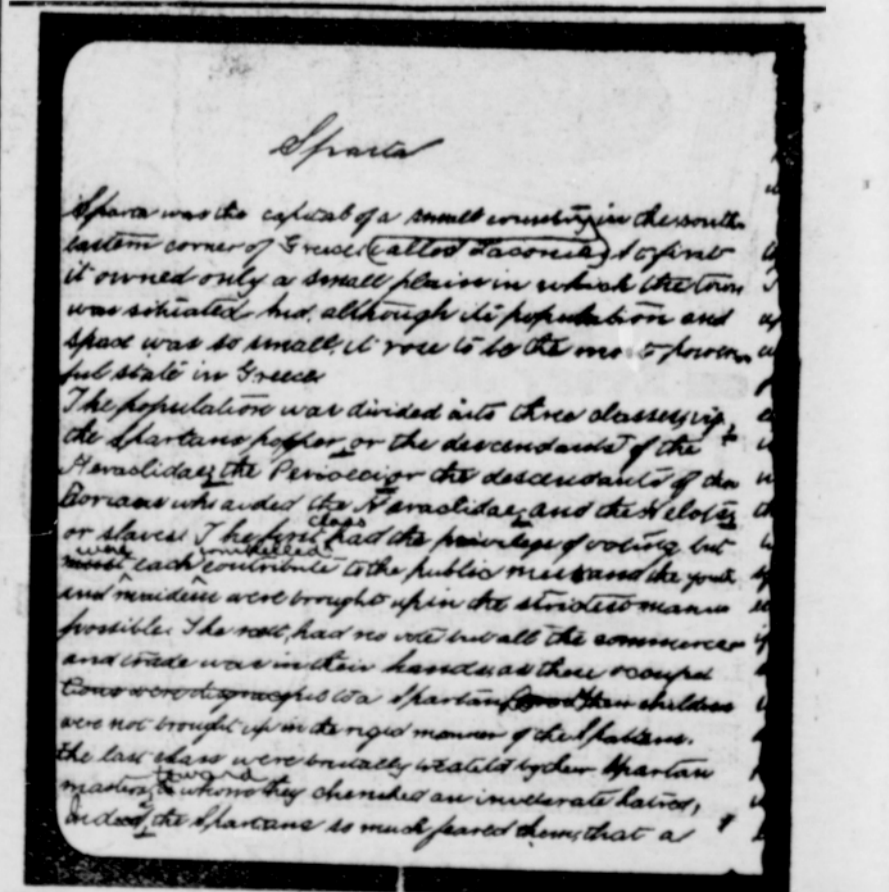 Sparta
Sparta was the capital of a small country in the south
eastern corner of Greece called Laconia, At first
it owned only a small plain in which the town
was situated. And, although its population and
space was so small, it rose to be the most power
ful state in Greece.
The population was divided into three classes, viz,
the Spartans proper, or the descendants of the
Heraclidae, the Perioeci or the descendants of the
Dorians who aided the Heraclidae, and the Helots,
class
or slaves. The first had the privilege of voting but
were compelled
must each contribute to the public mess and the youth
and maidens were brought up in the strictest manner
possible. The rest, had no vote but all the commerce
and trade was in their hands as these occupa
tions were disgraceful to a Spartan their children
were not brought up in the rigid manner of the Spartans.
the last class were brutally treated by their Spartan
toward
masters, whom they cherished an inveterate hatred,
Indeed, the Spartans so much feared them, that a